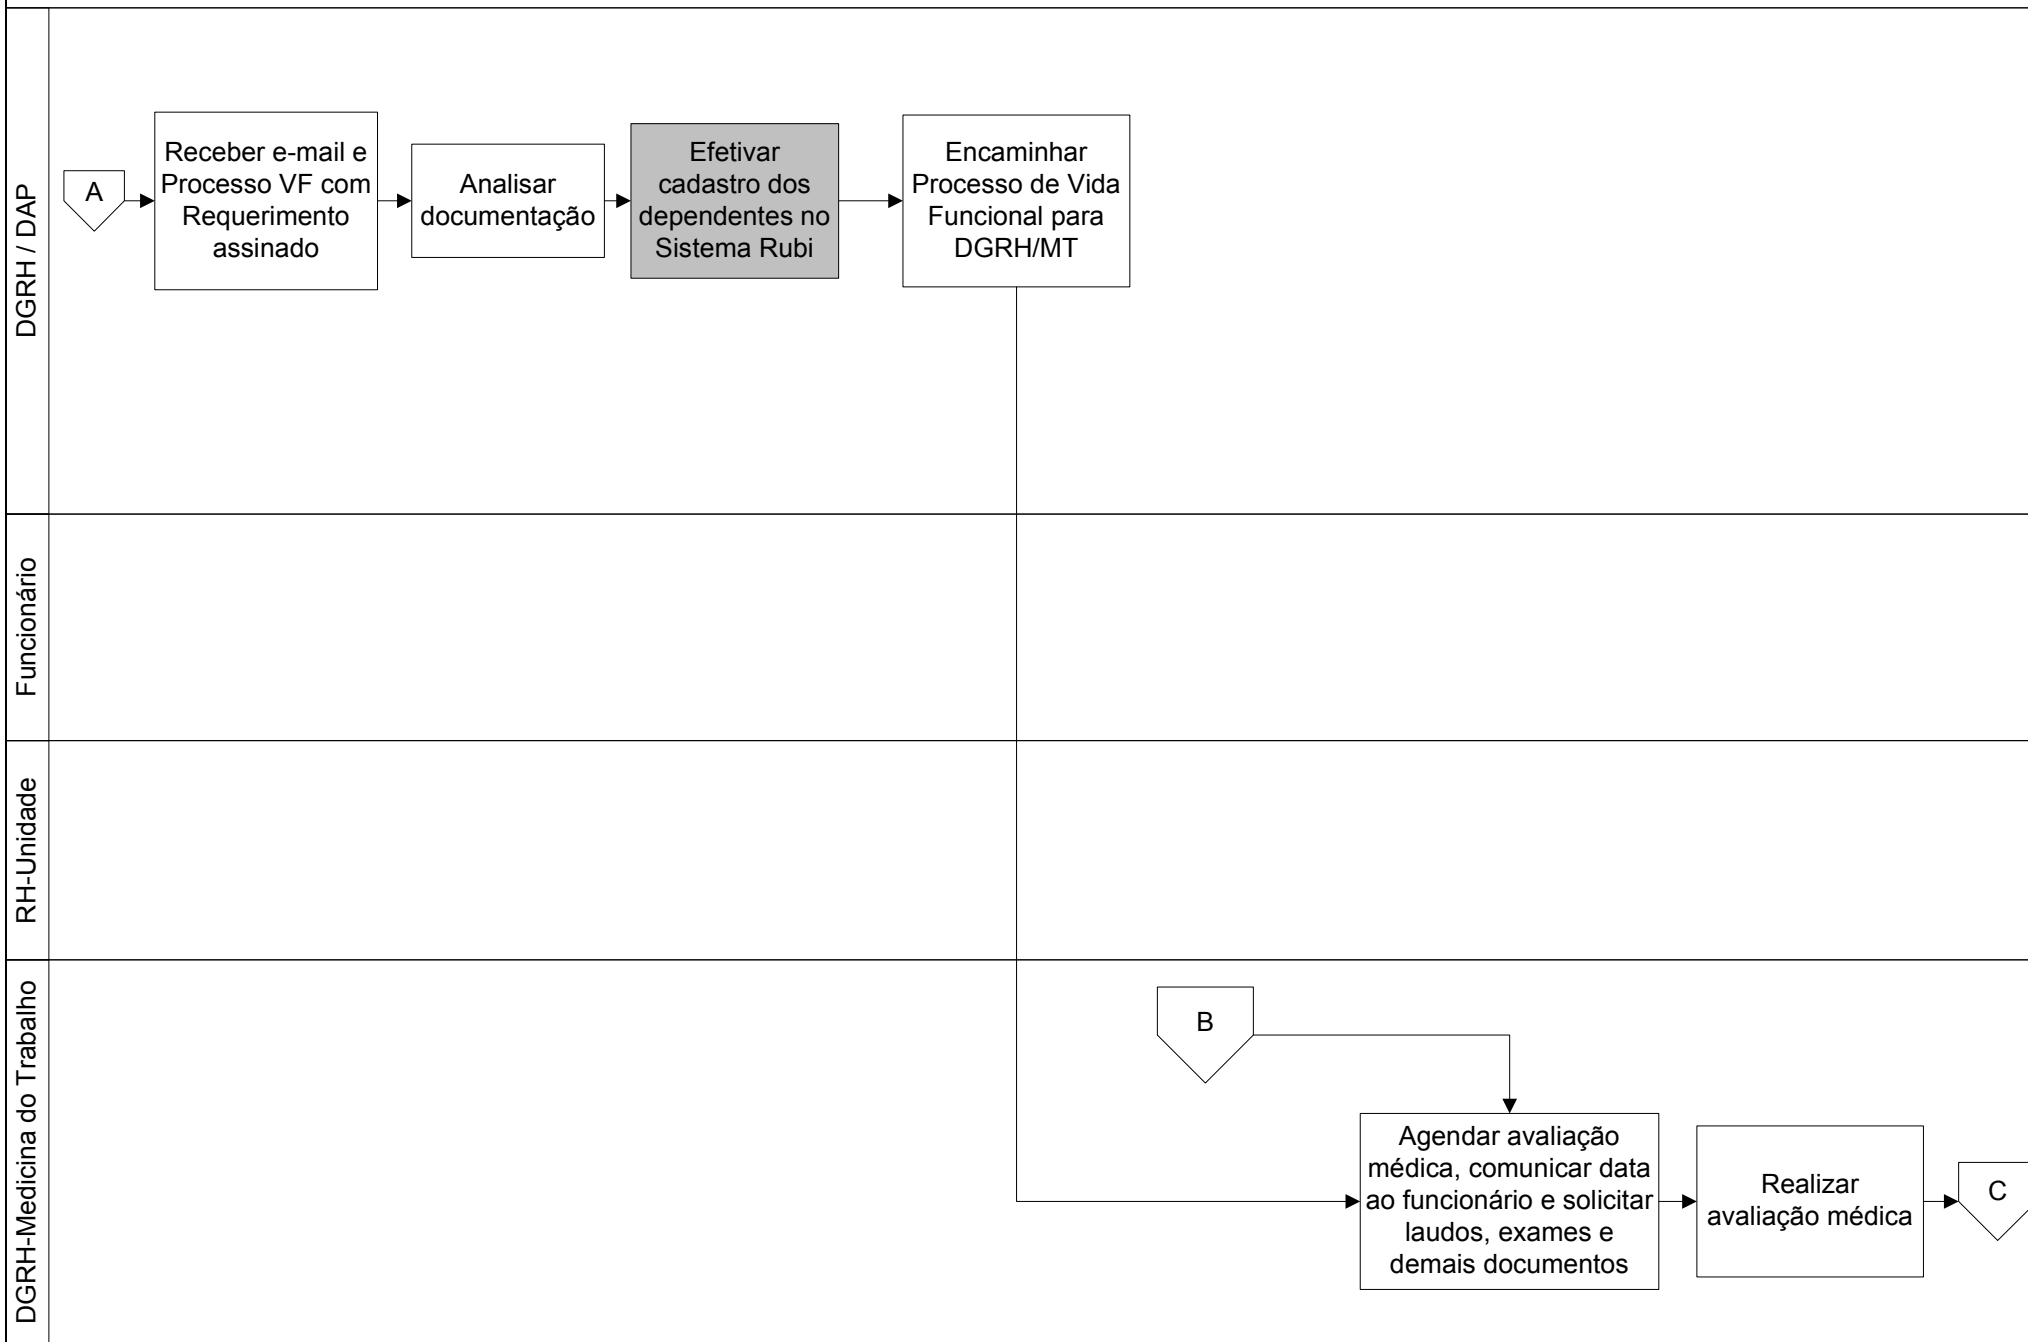 DGRH / DAP
A
Receber e-mail e
Processo VF com
Requerimento
assinado
Analisar
documentação
Efetivar
cadastro dos
dependentes no
Sistema Rubi
Encaminhar
Processo de Vida
Funcional para
DGRH/MT
Funcionário
RH-Unidade
DGRH-Medicina do Trabalho
B
Agendar avaliação
médica, comunicar data
ao funcionário e solicitar
laudos, exames e
demais documentos
Realizar
avaliação médica
C